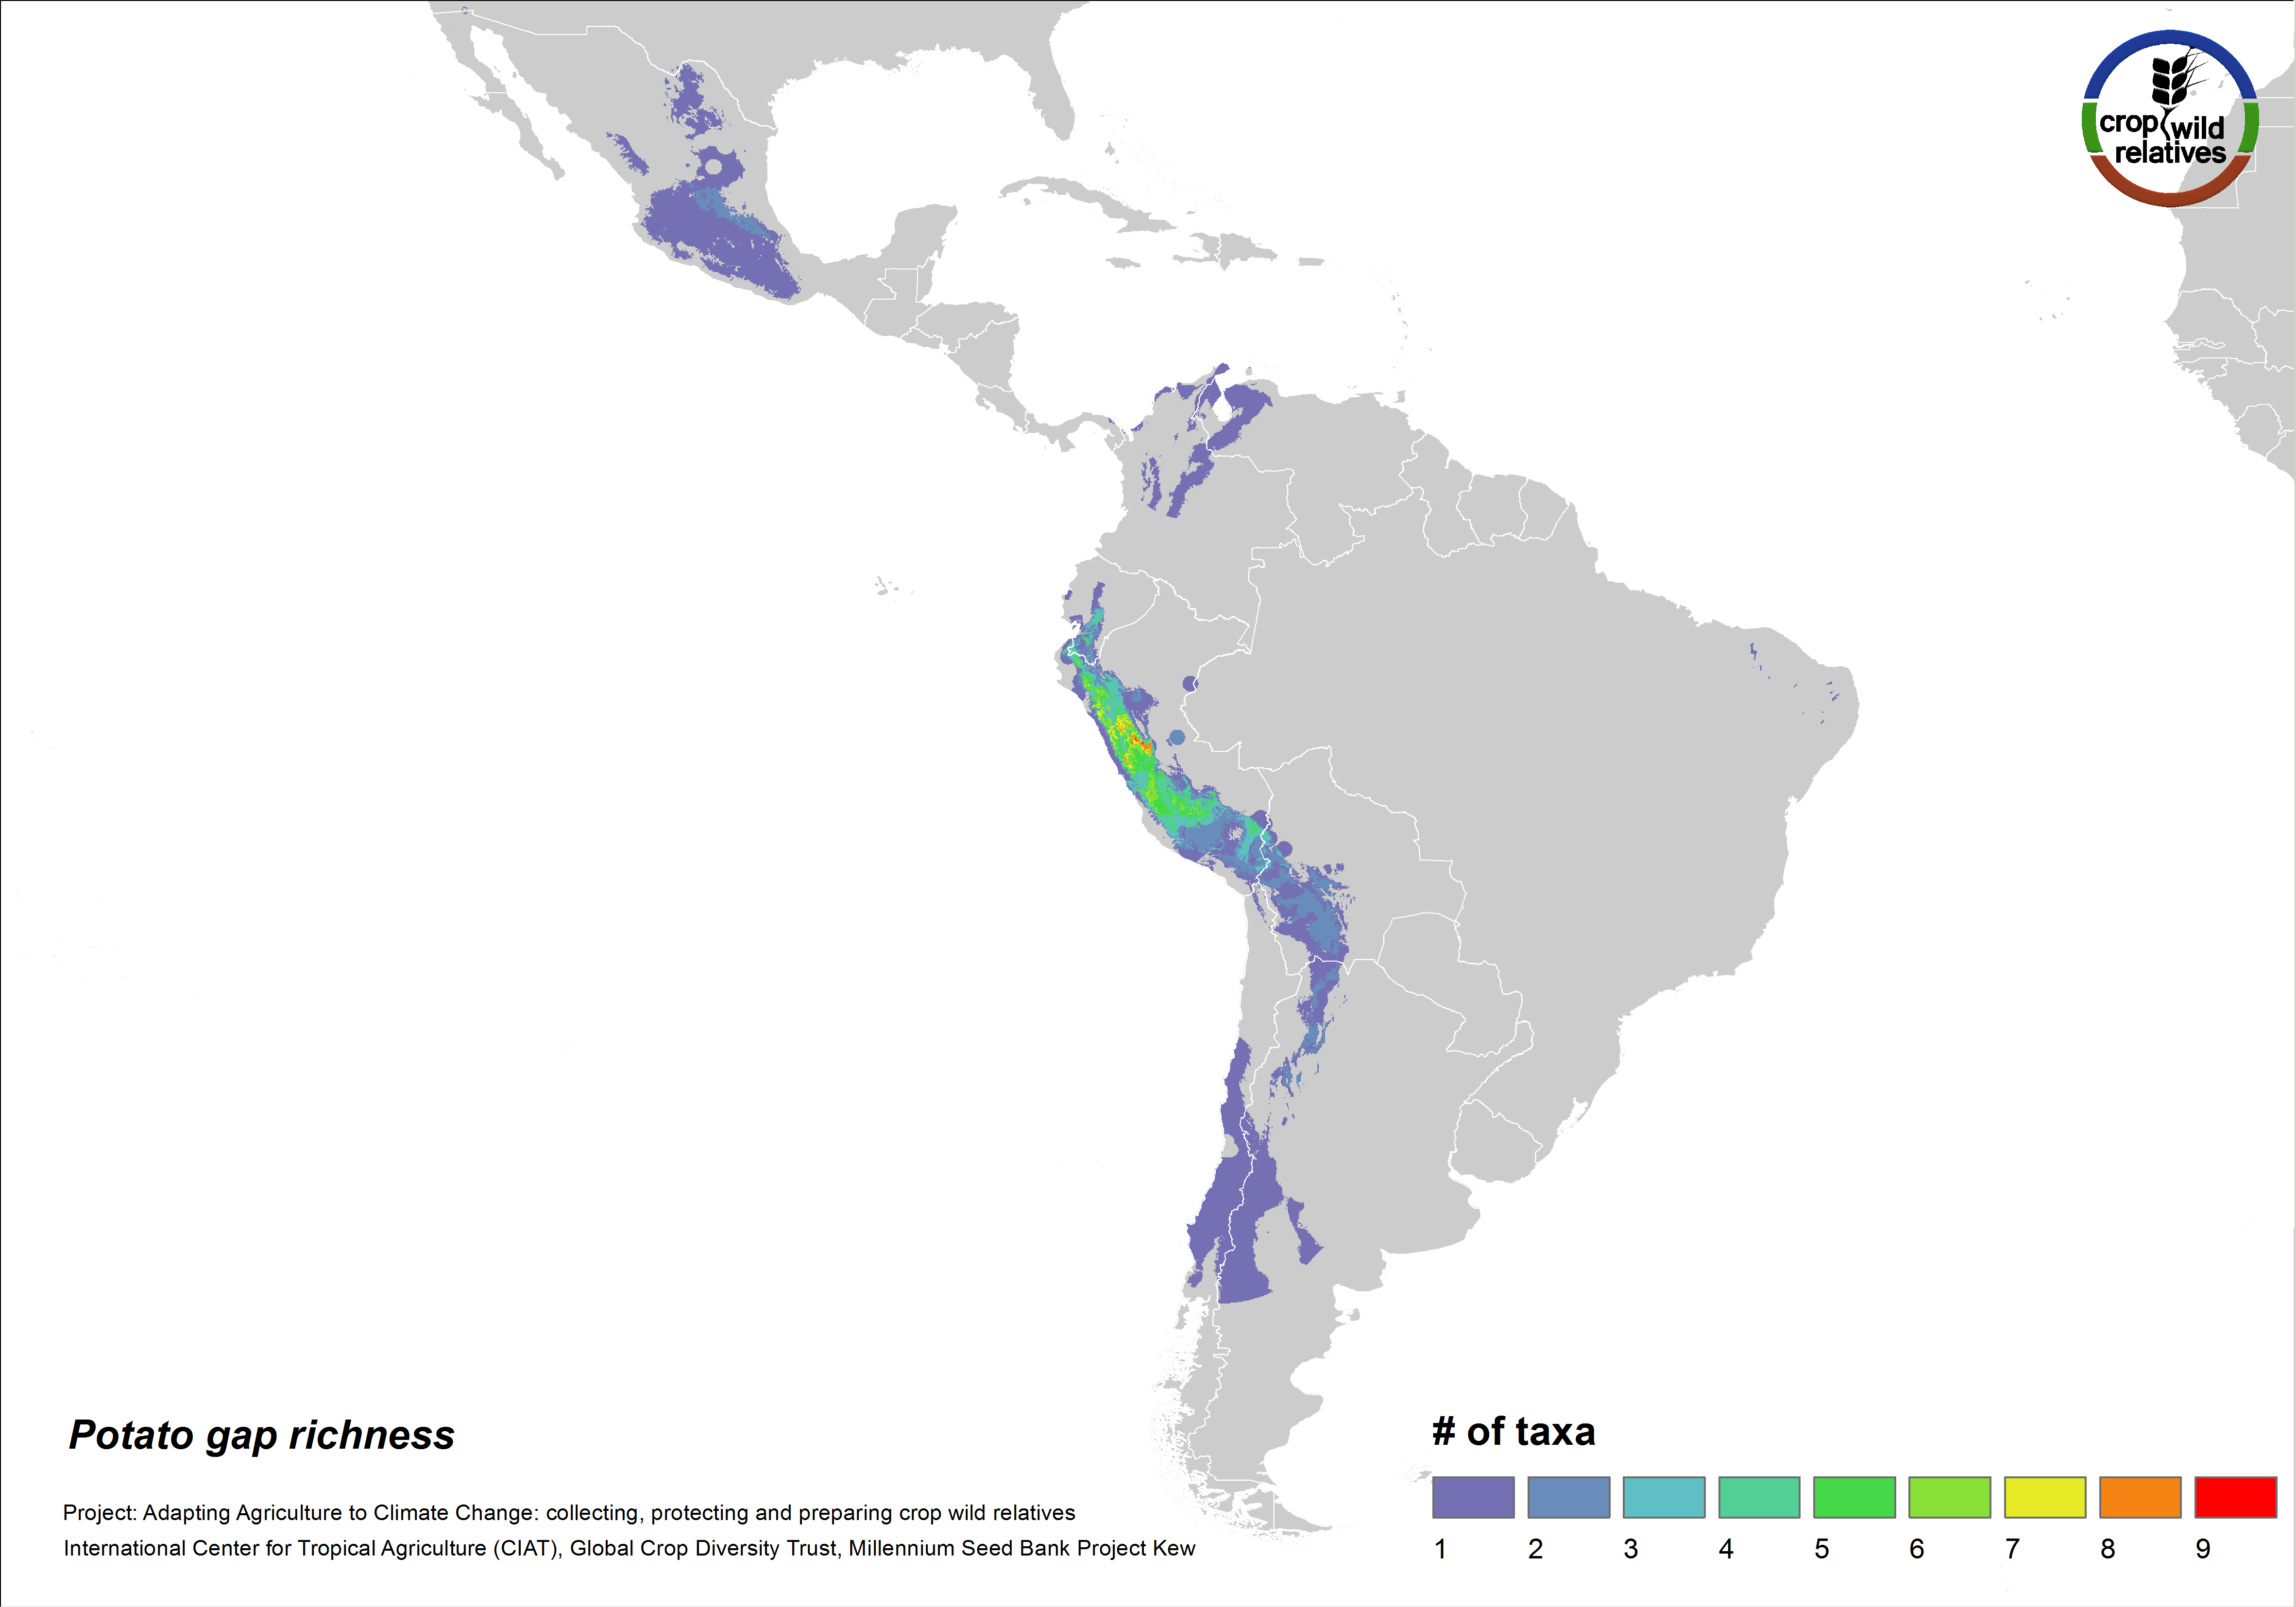 crop wild
relatives
Potato gap richness
Project: Adapting Agriculture to Climate Change: collecting, protecting and preparing crop wild relatives
International Center for Tropical Agriculture (CIAT), Global Crop Diversity Trust, Millennium Seed Bank Project Kew
# of taxa
1 2 3 4 5 6 7 8 9